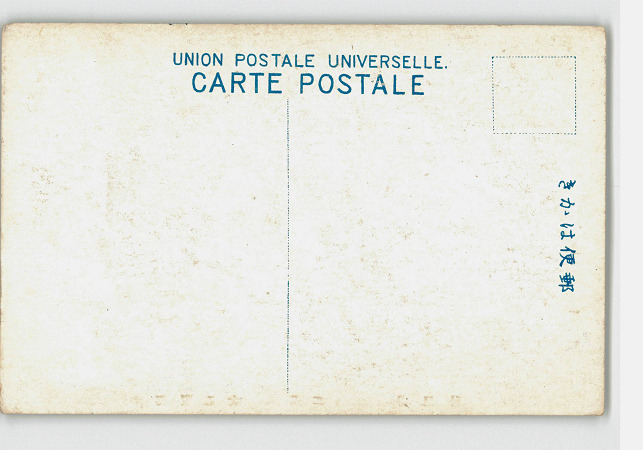 UNION POSTALE UNIVERSELLE.
CARTE POSTALE
きかは便郵